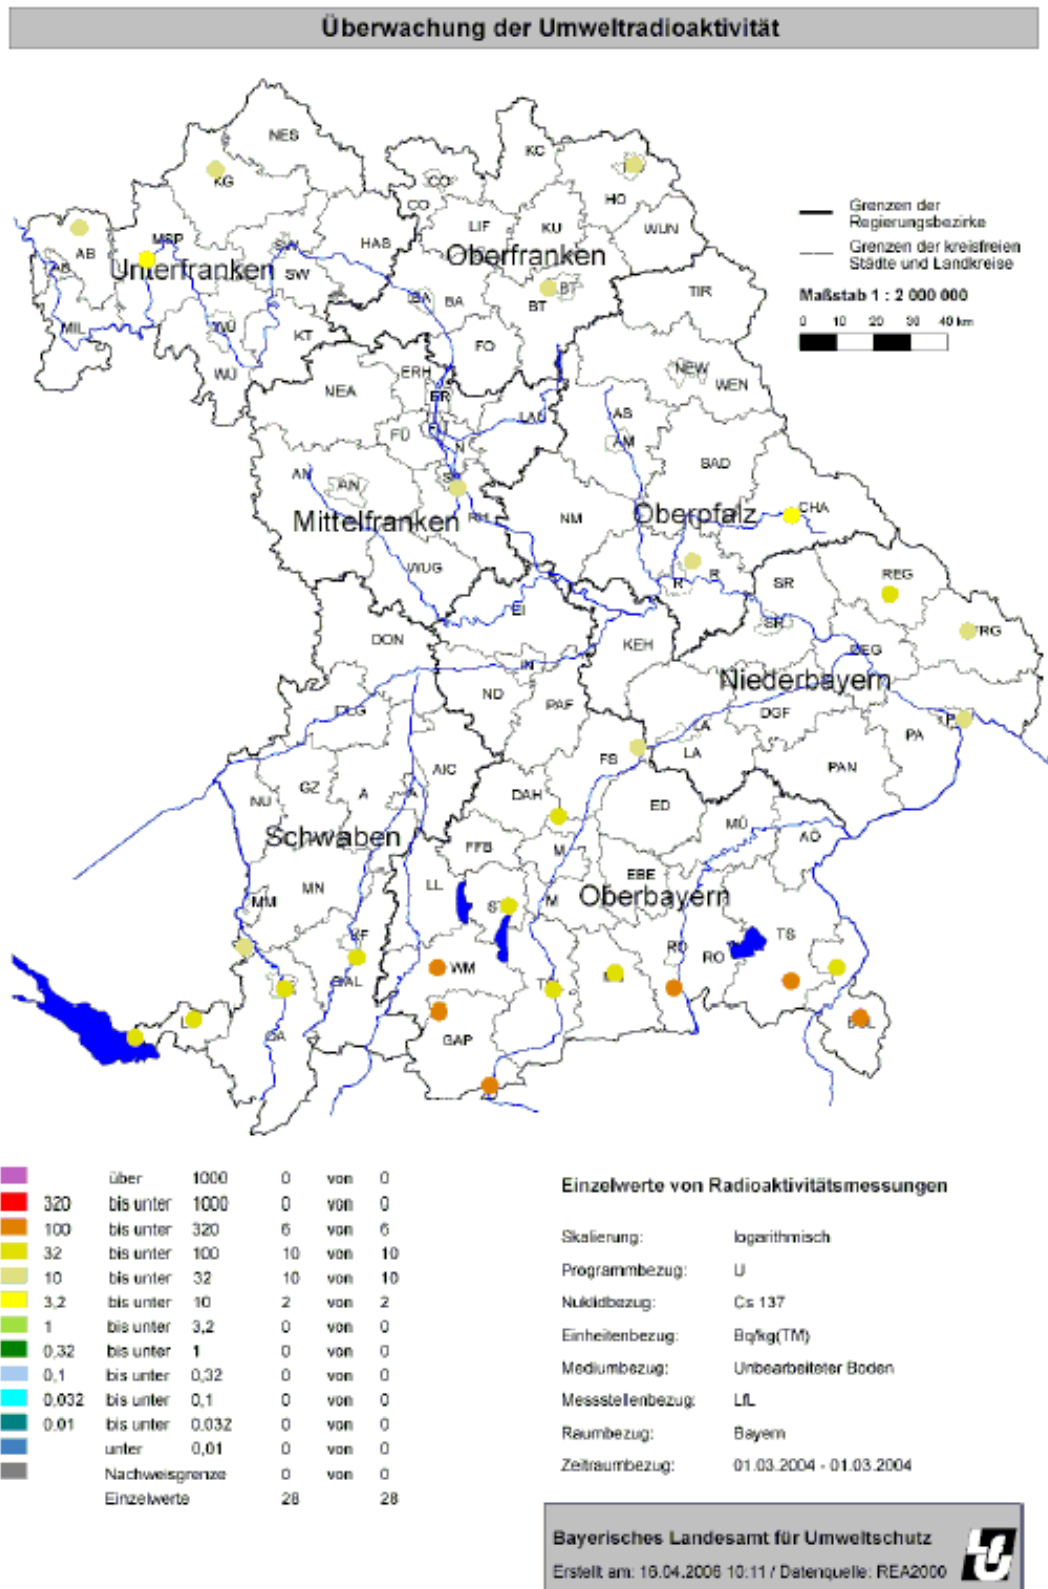 Überwachung der Umweltradioaktivität
NES
KC
KG
CO
HO
CO
LIF
KU
WUN
MSP
AB
HAS
SW
AB
Unterfranken
SW
Oberfranken
Grenzen der
Regierungsbezirke
Grenzen der kreisfreien
Städte und Landkreise
Maßstab 1 : 2 000 000
0 10 20 30 40 km
TIR
BA
BA
BT
BT
MIL
WÜ
KT
FO
WÜ
ERH
NEW
WEN
NEA
ER
LAU
AS
FÜ
FÜ
N
AM
SAD
AN
AN
SC
CHA
Mittelfranken
RH
NM
Oberpfalz
WUG
R
R
SR
REG
EI
SR
FRG
DON
KEH
DEG
IN
ND
Niederbayern
DLG
PAF
DGF
P
LA
PA
FS
LA
PAN
AIC
GZ
NU
A
A
DAH
ED
MÜ
AÖ
Schwaben
FFB
M
EBE
MN
LL
MM
STA
M
Oberbayern
KF
TS
RO
RO
WM
OAL
TÖL
MB
LI
OA
GAP
BGL
über 1000 0 von 0
320 bis unter 1000 0 von 0
100 bis unter 320 6 von 6
32 bis unter 100 10 von 10
10 bis unter 32 10 von 10
3,2 bis unter 10 2 von 2
1 bis unter 3,2 0 von 0
0,32 bis unter 1 0 von 0
0,1 bis unter 0,32 0 von 0
0,032 bis unter 0,1 0 von 0
0,01 bis unter 0,032 0 von 0
unter 0,01 0 von 0
Nachweisgrenze 0 von 0
Einzelwerte 28 28
Einzelwerte von Radioaktivitätsmessungen
Skalierung: logarithmisch
Programmbezug: U
Nuklidbezug: Cs 137
Einheitenbezug: Bq/kg(TM)
Mediumbezug: Unbearbeiteter Boden
Messstellenbezug: LfL
Raumbezug: Bayern
Zeitraumbezug: 01.03.2004 - 01.03.2004
Bayerisches Landesamt für Umweltschutz
Erstellt am: 16.04.2006 10:11 / Datenquelle: REA2000
LfU